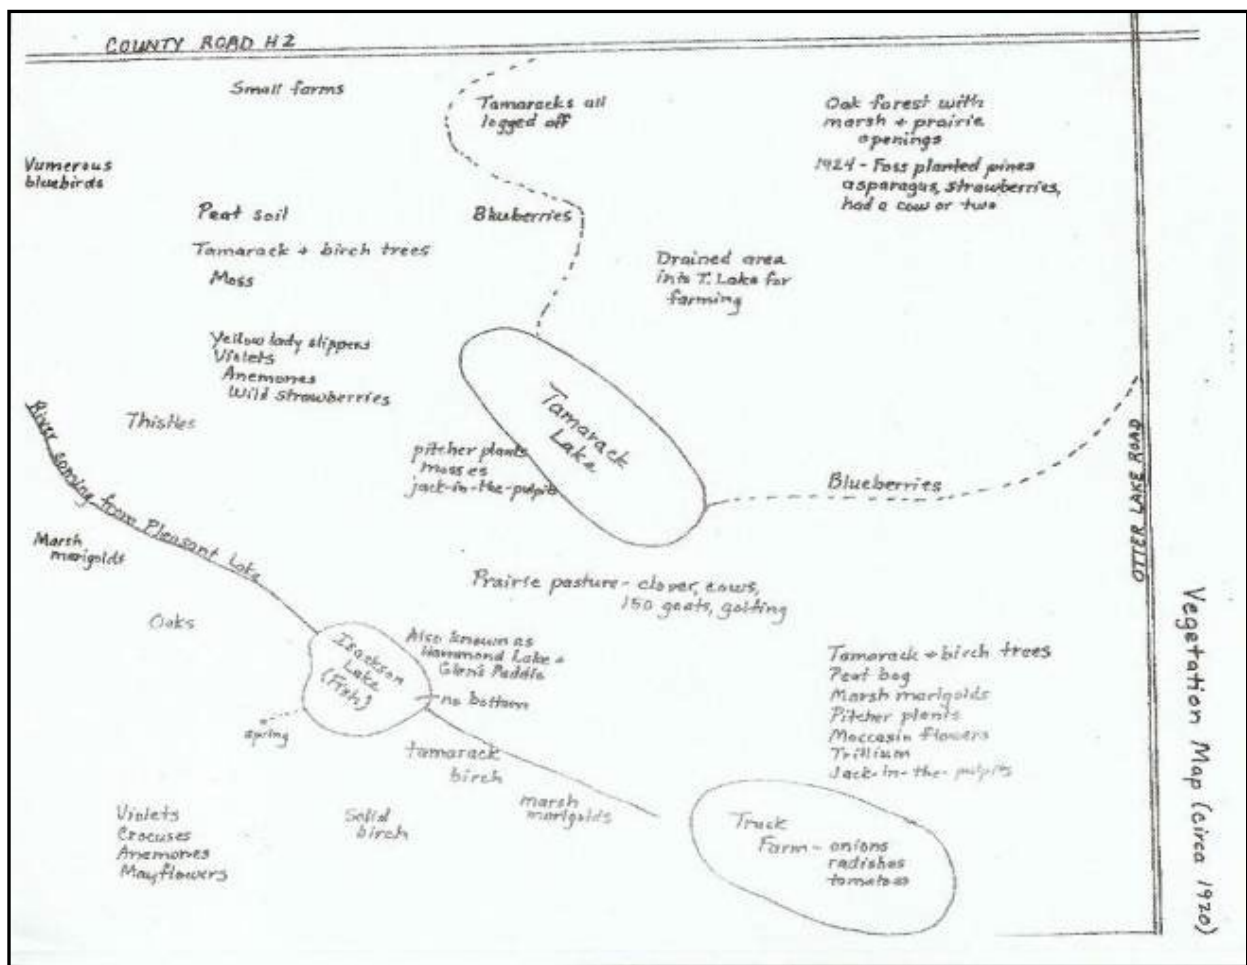 COUNTY ROAD H2
Small farms
Tamaracks all
logged off
Oak forest with
marsh + prairie
openings
1924 - Foss planted pines
asparagus, strawberries,
had a cow or two
Vumerous
bluebirds
Peat soil
Tamarack + birch trees
Moss
Bluberries
Drained area
into T. Lake for
farming
Yellow lady slippers
Violets
Anemones
Wild strawberries
Tamarack
Lake
Thistles
pitcher plants
mosses
jack-in-the-pulpits
Blueberries
OTTER LAKE ROAD
River coming from Pleasant Lake
Marsh
marigolds
Prairie pasture - clover, cows,
150 goats, golfing
Oaks
Isackson
Lake
(Fish)
Also known as
Hammond Lake +
Glen's Paddle
no bottom
spring
Tamarack + birch trees
Peat bog
Marsh marigolds
Pitcher plants
Moccasin flowers
Trillium
Jack-in-the-pulpits
tamarack
birch
marsh
marigolds
Solid
birch
Violets
Crocuses
Anemones
Mayflowers
Truck
Farm - onions
radishes
tomatoes
Vegetation Map (circa 1920)